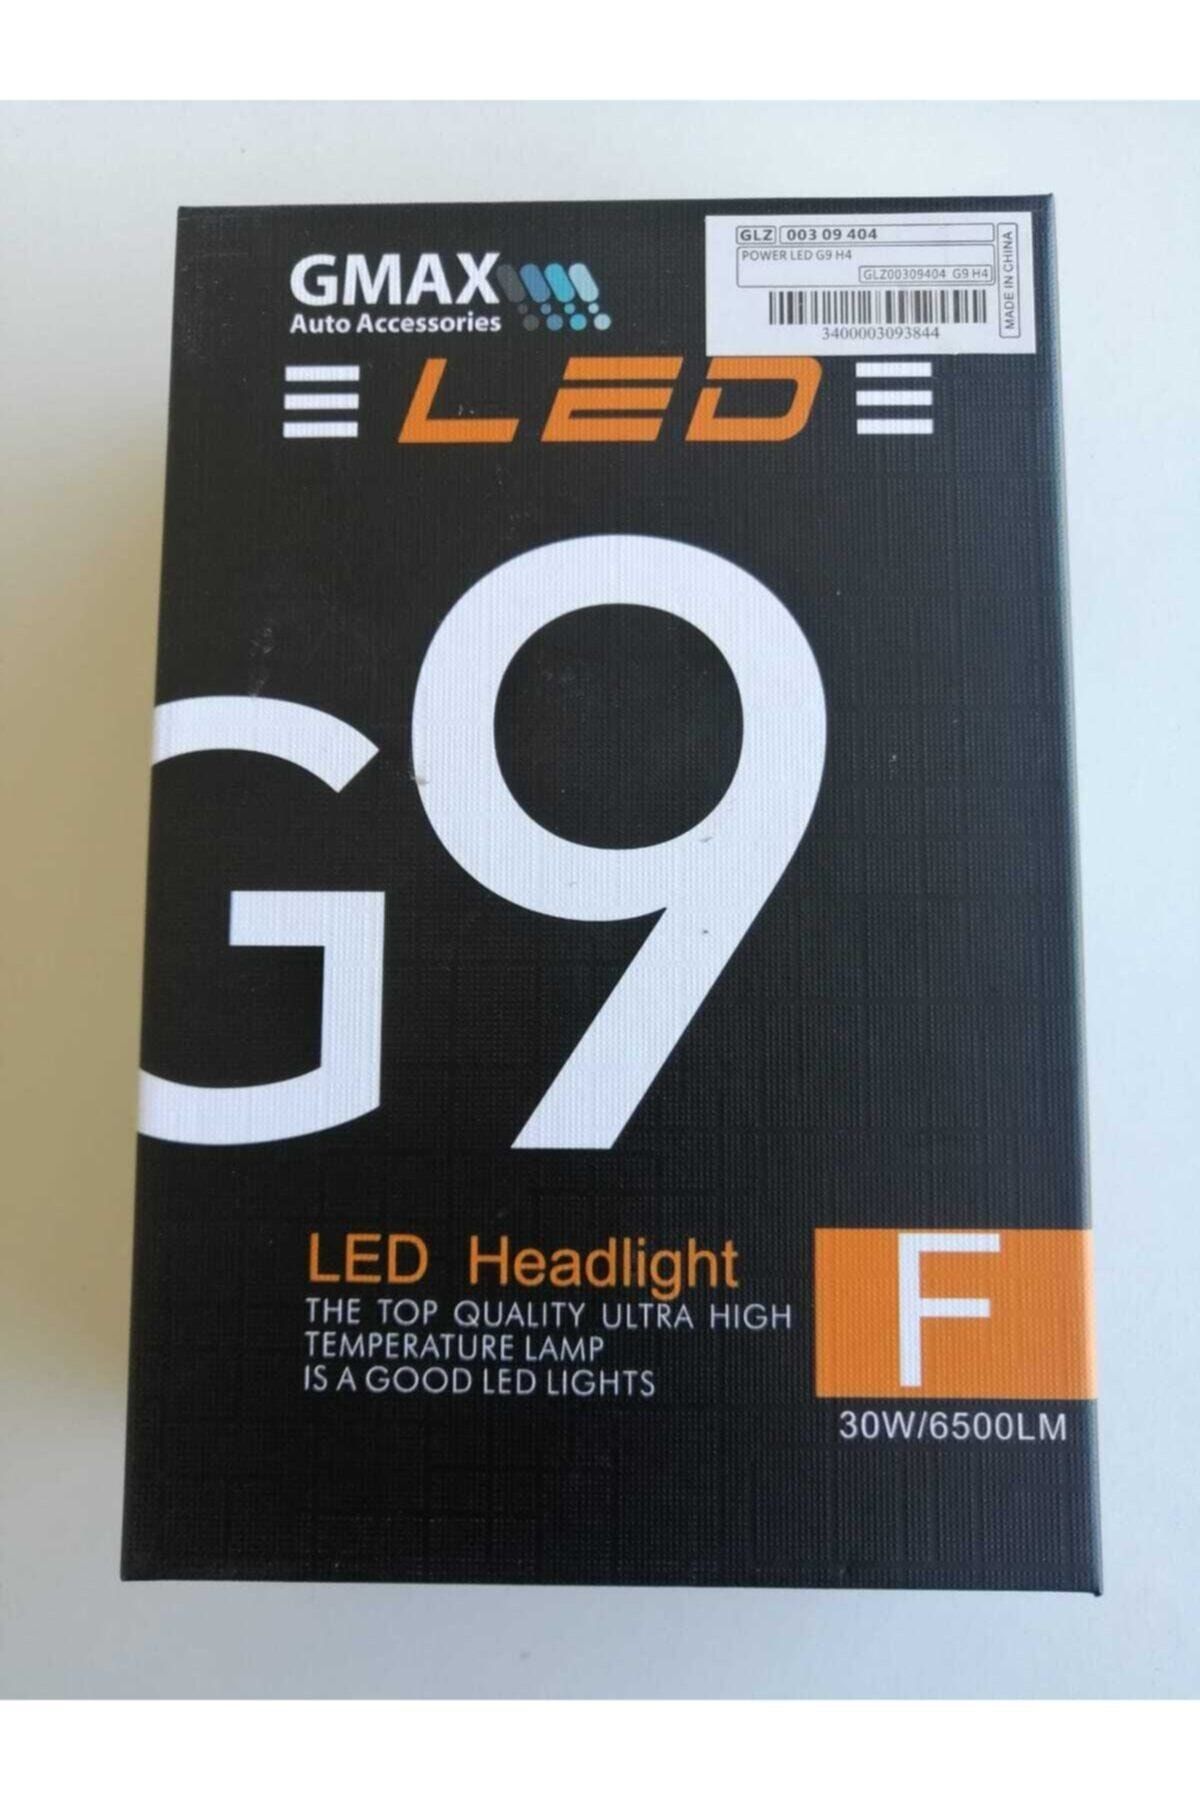 GMAX
Auto Accessories
GLZ 003 09 404
POWER LED G9 H4
GLZ00309404 G9 H4
3400003093844
MADE IN CHINA
LED
G9
LED Headlight
THE TOP QUALITY ULTRA HIGH
TEMPERATURE LAMP
IS A GOOD LED LIGHTS
F
30W/6500LM